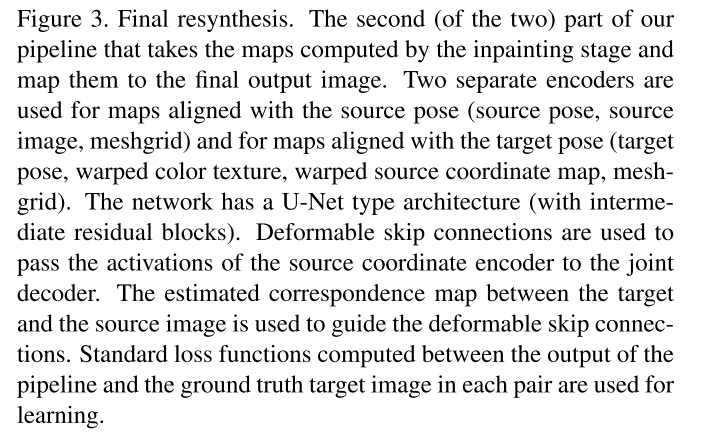 Figure 3. Final resynthesis. The second (of the two) part of our
pipeline that takes the maps computed by the inpainting stage and
map them to the final output image. Two separate encoders are
used for maps aligned with the source pose (source pose, source
image, meshgrid) and for maps aligned with the target pose (target
pose, warped color texture, warped source coordinate map, mesh-
grid). The network has a U-Net type architecture (with interme-
diate residual blocks). Deformable skip connections are used to
pass the activations of the source coordinate encoder to the joint
decoder. The estimated correspondence map between the target
and the source image is used to guide the deformable skip connec-
tions. Standard loss functions computed between the output of the
pipeline and the ground truth target image in each pair are used for
learning.